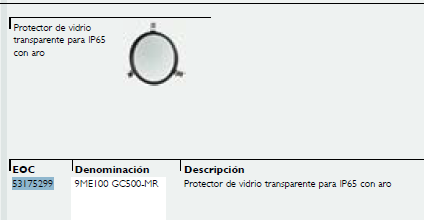 Protector de vidrio
transparente para IP65
con aro
EOC Denominación Descripción
53175299 9ME100 GC500-MR Protector de vidrio transparente para IP65 con aro